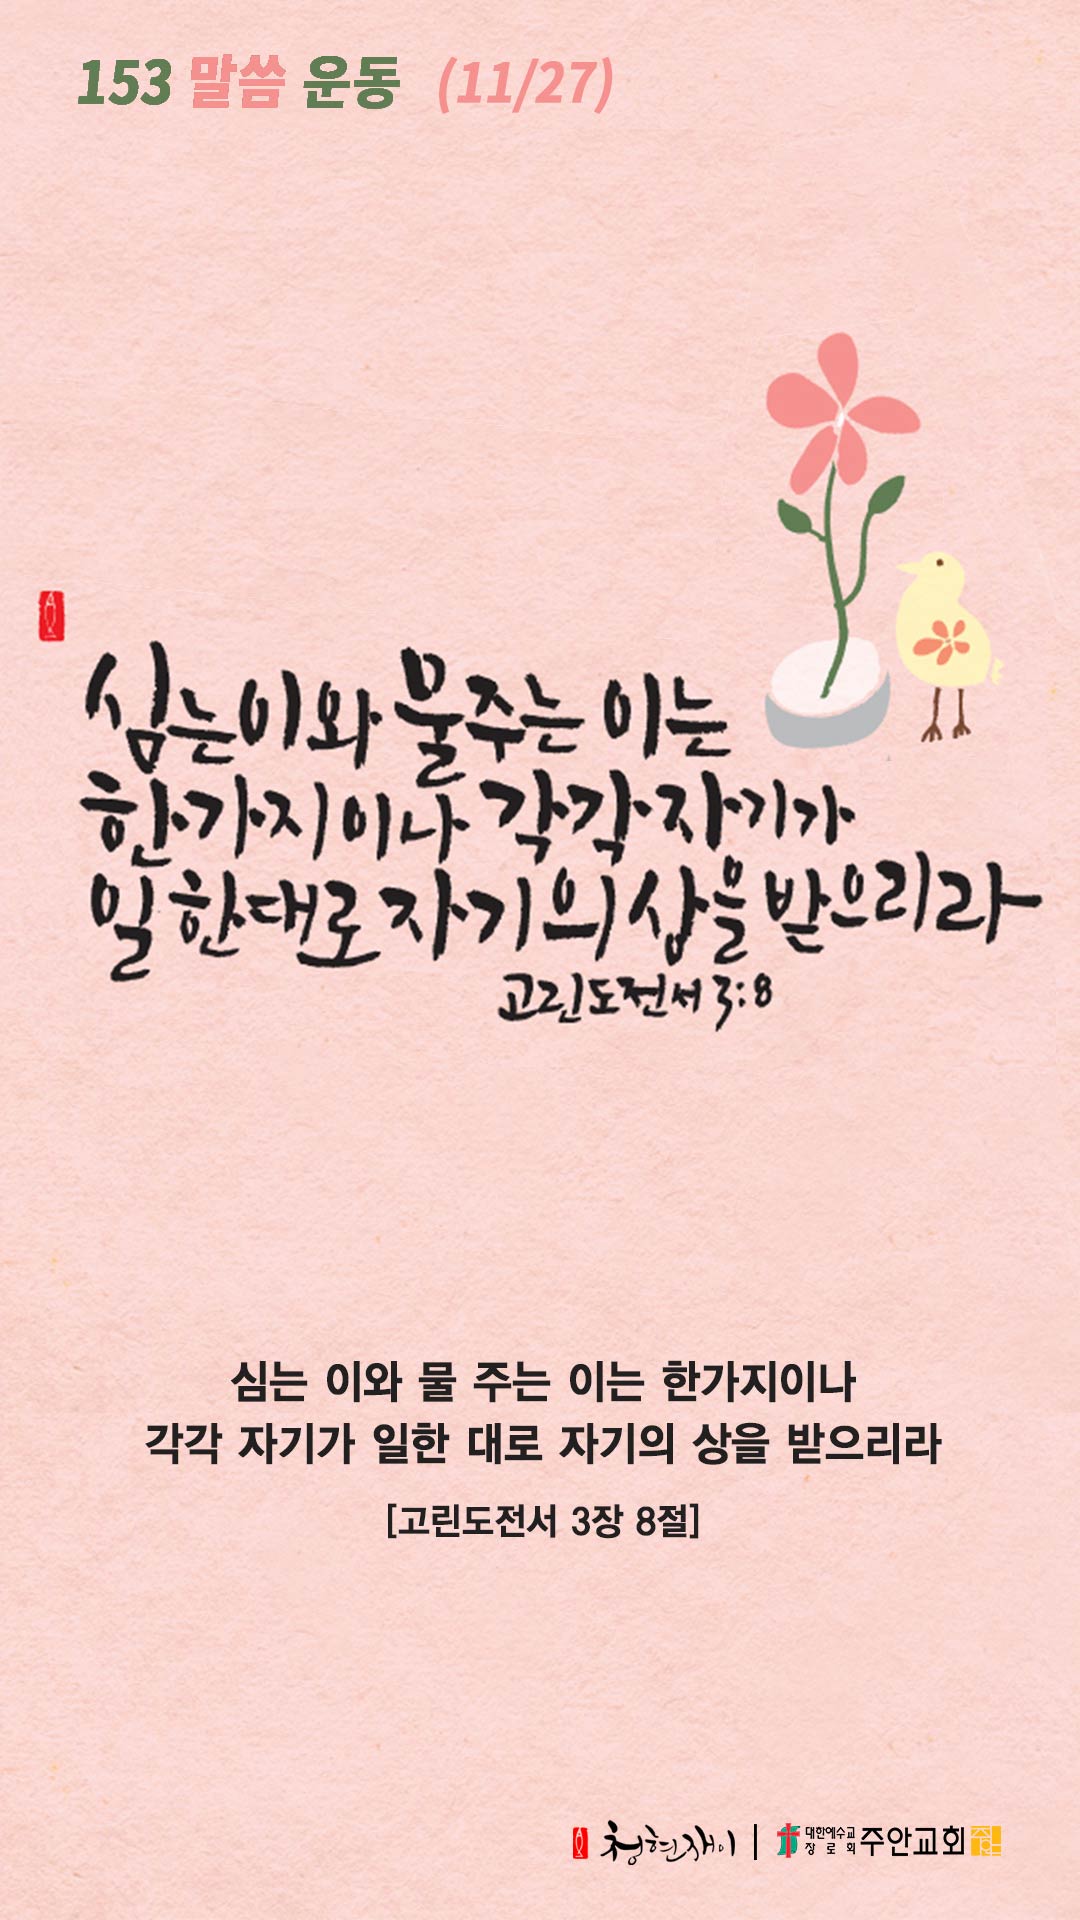 153 말씀 운동 (11/27)
심는이와 물주는 이는
한가지이나 각각 자기가
일한대로 자기의 상을 받으리라
고린도전서 3:8
심는 이와 물 주는 이는 한가지이나
각각 자기가 일한 대로 자기의 상을 받으리라
[고린도전서 3장 8절]
청현재이 | 대한예수교장로회 주안교회 주안